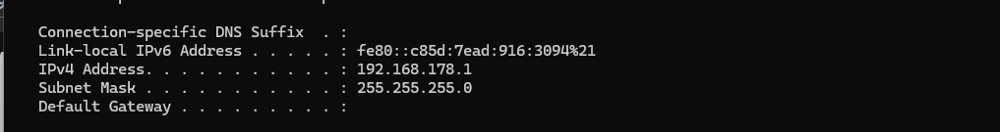 Connection-specific DNS Suffix  . :
Link-local IPv6 Address . . . . . : fe80::c85d:7ead:916:3094%21
IPv4 Address. . . . . . . . . . . : 192.168.178.1
Subnet Mask . . . . . . . . . . . : 255.255.255.0
Default Gateway . . . . . . . . . :